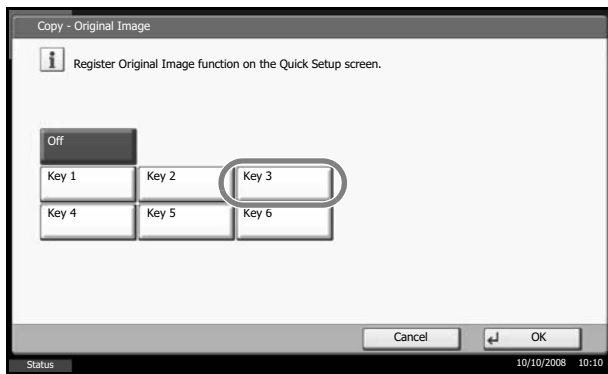 Copy - Original Image
Register Original Image function on the Quick Setup screen.
Off
Key 1 Key 2 Key 3
Key 4 Key 5 Key 6
Cancel OK
Status 10/10/2008 10:10